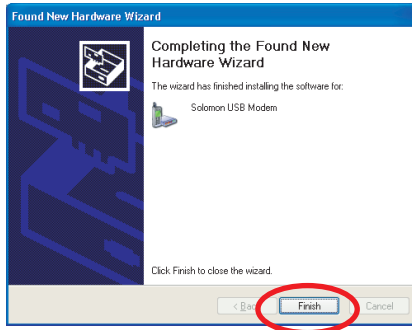 Found New Hardware Wizard
Completing the Found New
Hardware Wizard
The wizard has finished installing the software for:
Solomon USB Modem
Click Finish to close the wizard.
< Back Finish Cancel